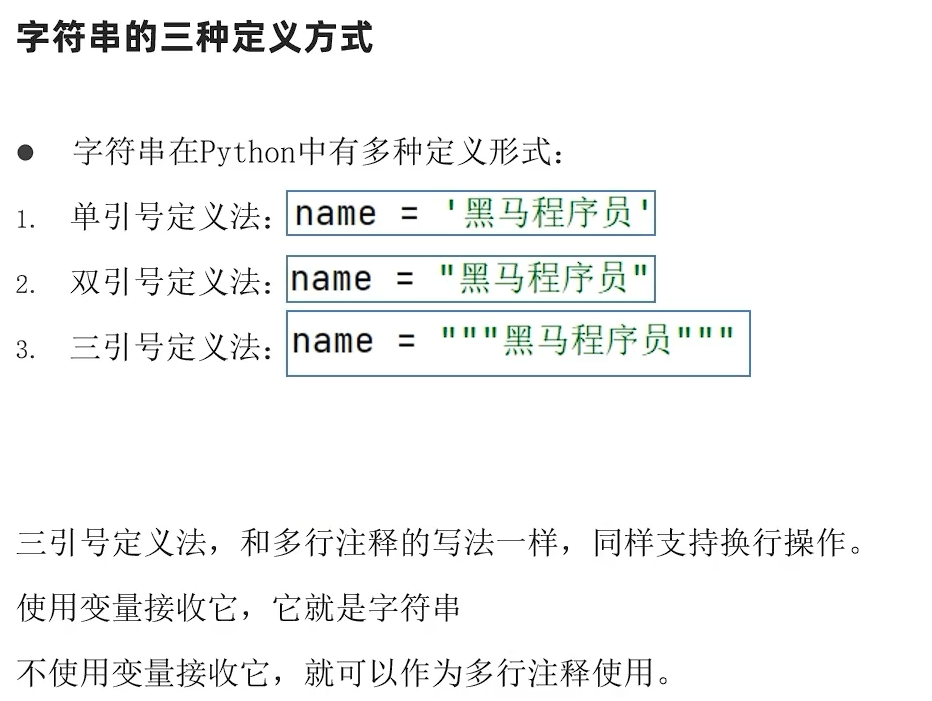 字符串的三种定义方式
● 字符串在Python中有多种定义形式：
1. 单引号定义法：name = '黑马程序员'
2. 双引号定义法：name = "黑马程序员"
3. 三引号定义法：name = """黑马程序员"""
三引号定义法，和多行注释的写法一样，同样支持换行操作。
使用变量接收它，它就是字符串
不使用变量接收它，就可以作为多行注释使用。